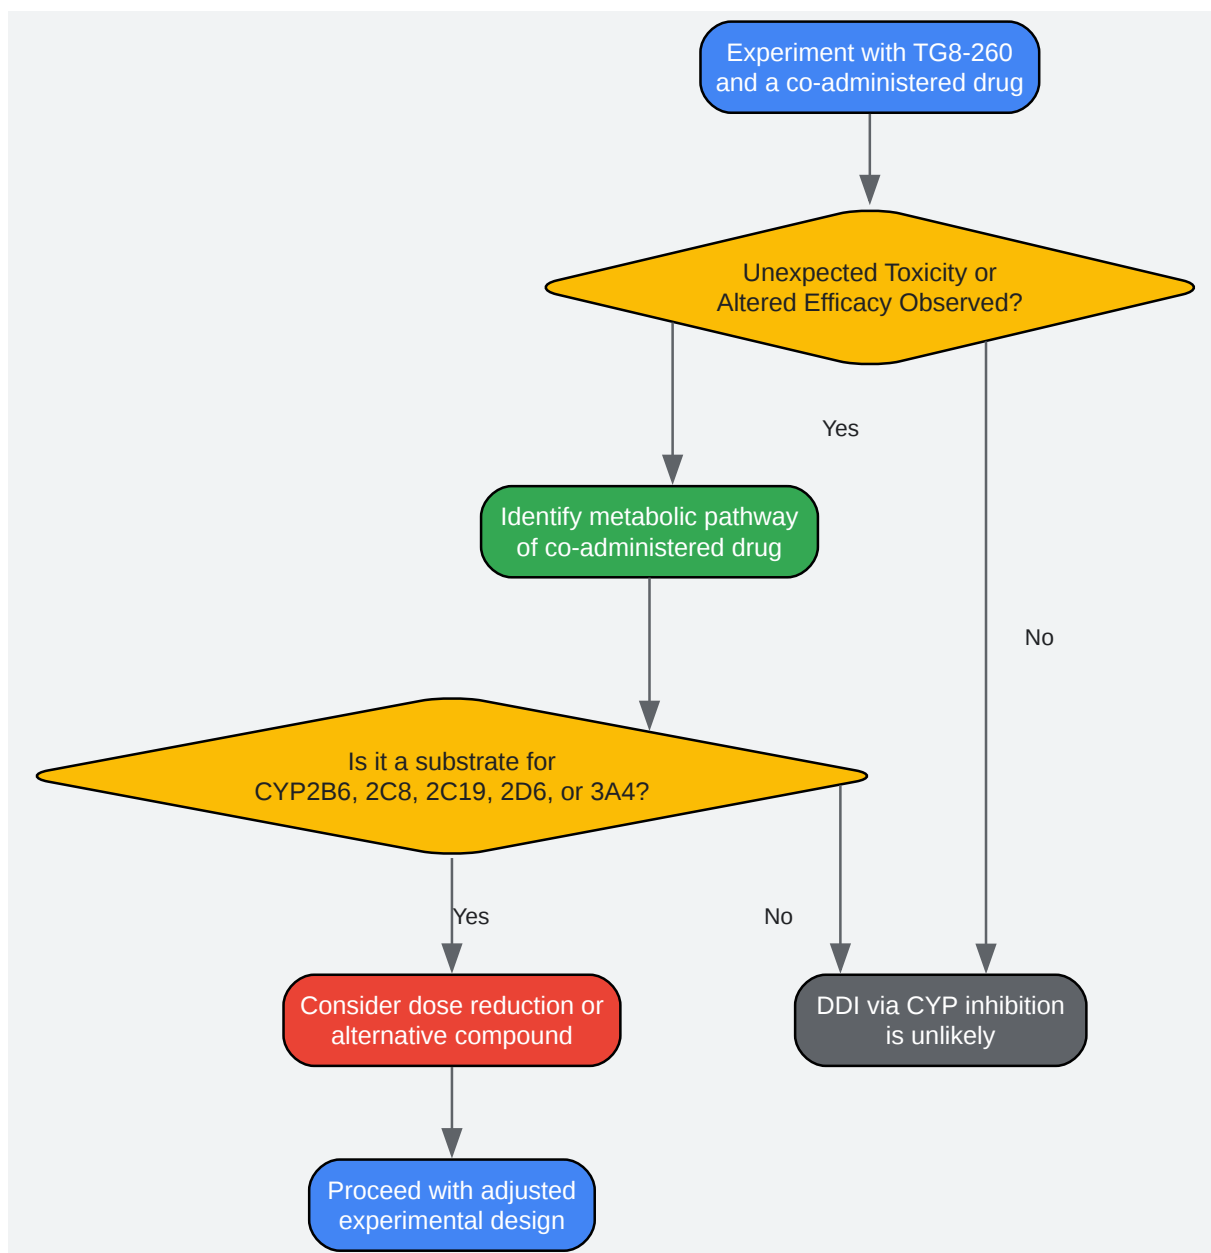 Experiment with TG8-260
and a co-administered drug
Unexpected Toxicity or
Altered Efficacy Observed?
Yes
Identify metabolic pathway
of co-administered drug
No
Is it a substrate for
CYP2B6, 2C8, 2C19, 2D6, or 3A4?
Yes
No
Consider dose reduction or
alternative compound
DDI via CYP inhibition
is unlikely
Proceed with adjusted
experimental design